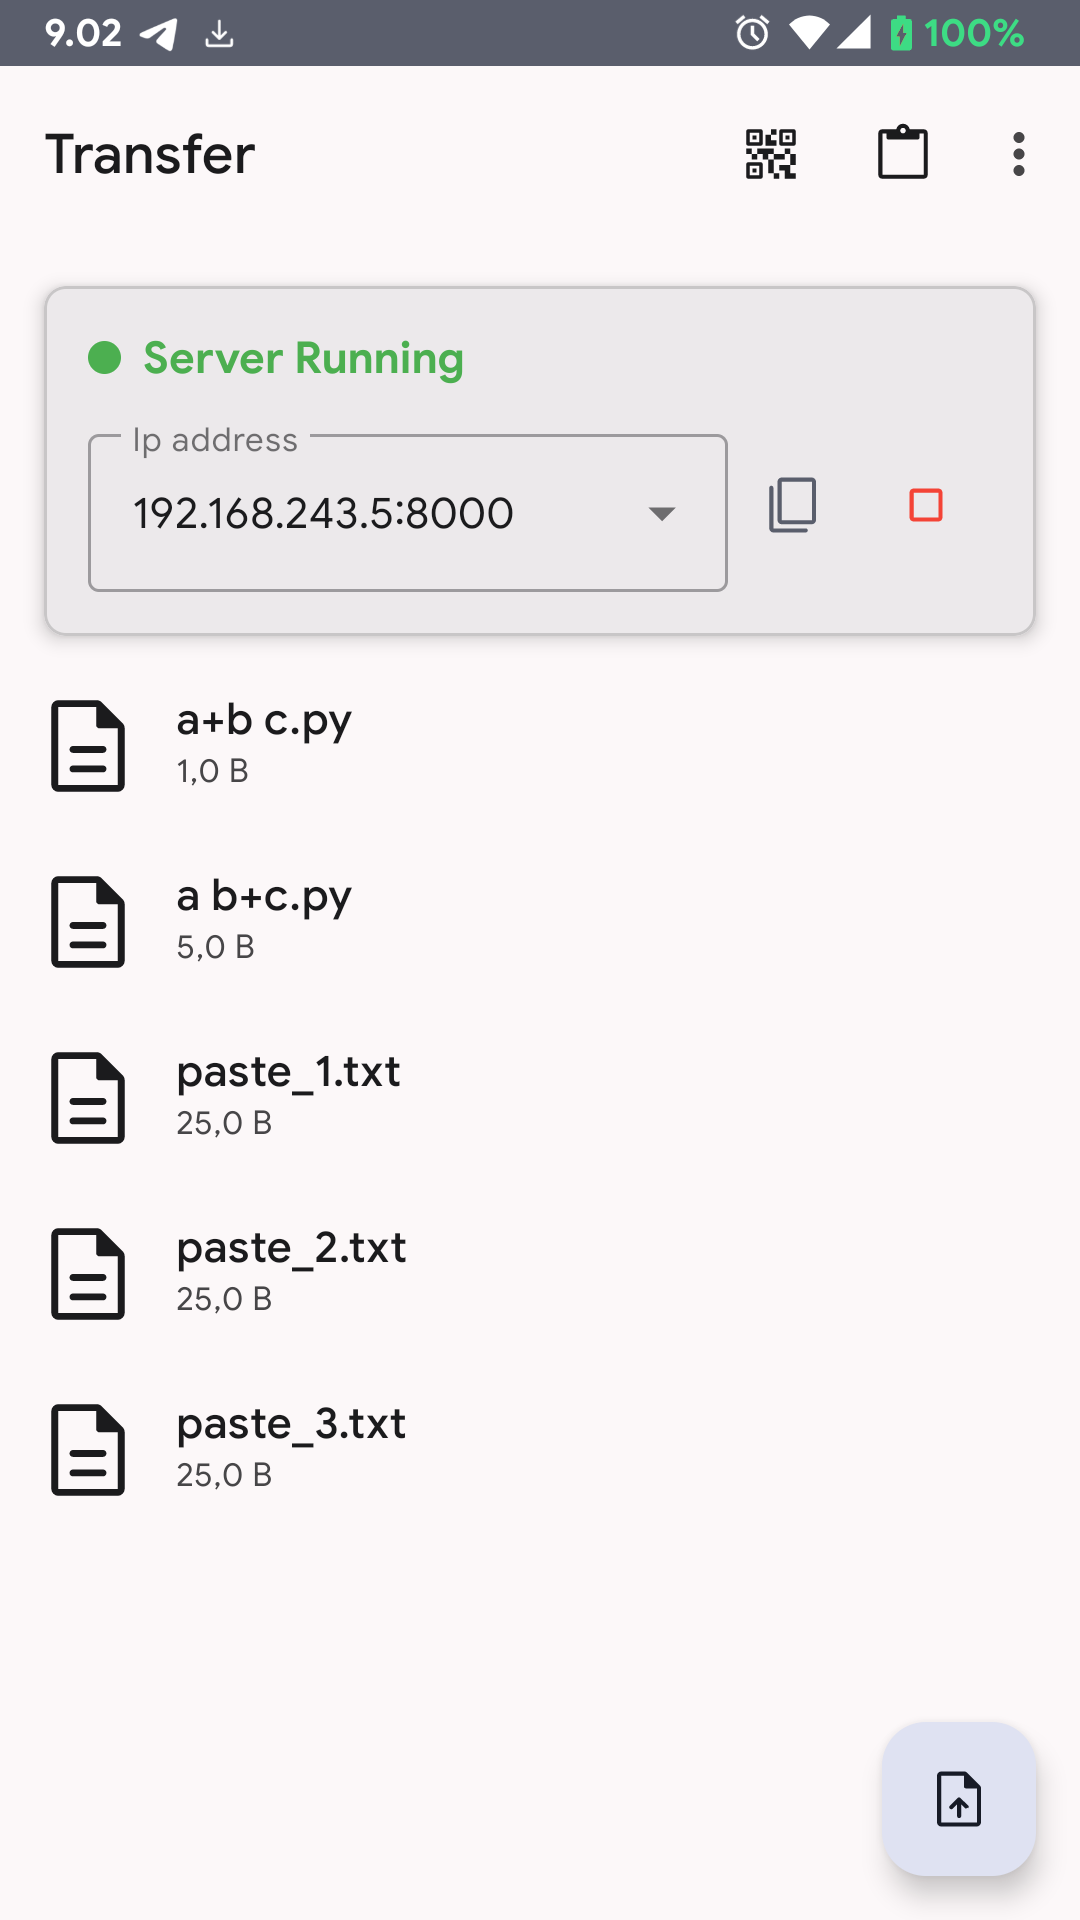 9.02
100%
Transfer
Server Running
Ip address
192.168.243.5:8000
a+b c.py
1,0 B
a b+c.py
5,0 B
paste_1.txt
25,0 B
paste_2.txt
25,0 B
paste_3.txt
25,0 B